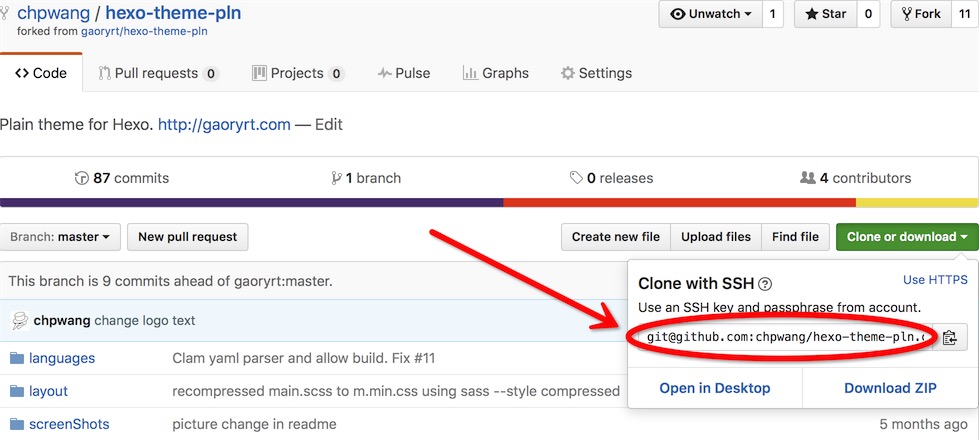 chpwang / hexo-theme-pln
forked from gaoryrt/hexo-theme-pln
Unwatch 1 Star 0 Fork 11
Code Pull requests 0 Projects 0 Pulse Graphs Settings
Plain theme for Hexo. http://gaoryrt.com — Edit
87 commits 1 branch 0 releases 4 contributors
Branch: master New pull request Create new file Upload files Find file Clone or download
This branch is 9 commits ahead of gaoryrt:master.
Clone with SSH ? Use HTTPS
Use an SSH key and passphrase from account.
chpwang change logo text
git@github.com:chpwang/hexo-theme-pln.
languages Clam yaml parser and allow build. Fix #11
layout recompressed main.scss to m.min.css using sass --style compressed
Open in Desktop Download ZIP
screenShots picture change in readme 5 months ago